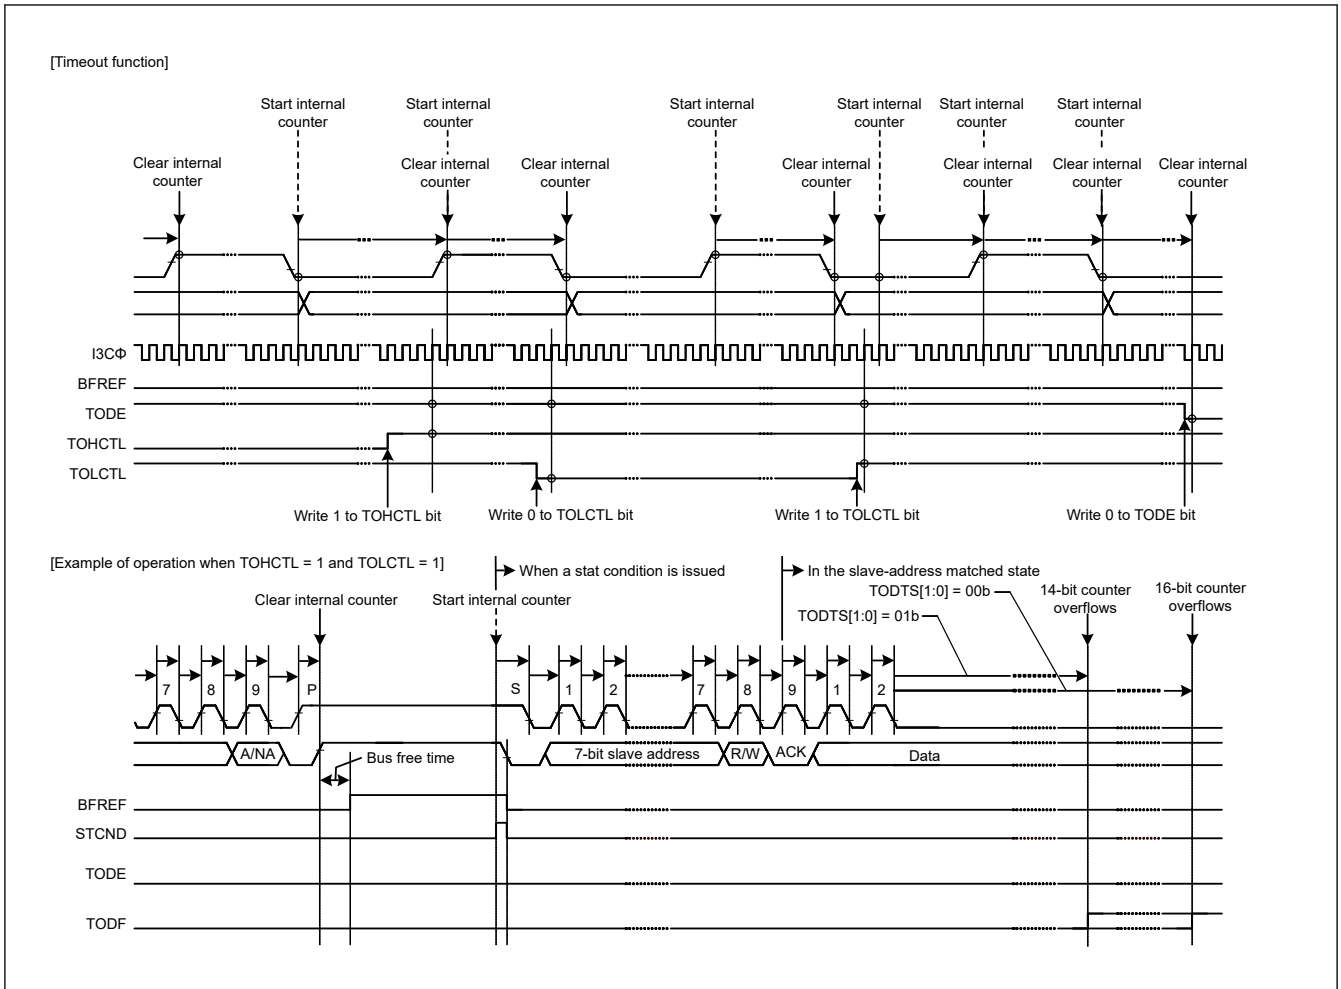 [Timeout function]
Start internal
counter
Start internal
counter
Start internal
counter
Start internal
counter
Start internal
counter
Start internal
counter
Clear internal
counter
Clear internal
counter
Clear internal
counter
Clear internal
counter
Clear internal
counter
Clear internal
counter
Clear internal
counter
I3CΦ
BFREF
TODE
TOHCTL
TOLCTL
Write 1 to TOHCTL bit
Write 0 to TOLCTL bit
Write 1 to TOLCTL bit
Write 0 to TODE bit
[Example of operation when TOHCTL = 1 and TOLCTL = 1]
When a stat condition is issued
In the slave-address matched state
Clear internal counter
Start internal counter
TODTS[1:0] = 00b
TODTS[1:0] = 01b
14-bit counter
overflows
16-bit counter
overflows
7 8 9 P S 1 2 7 8 9 1 2
A/NA
Bus free time
7-bit slave address
R/W
ACK
Data
BFREF
STCND
TODE
TODF